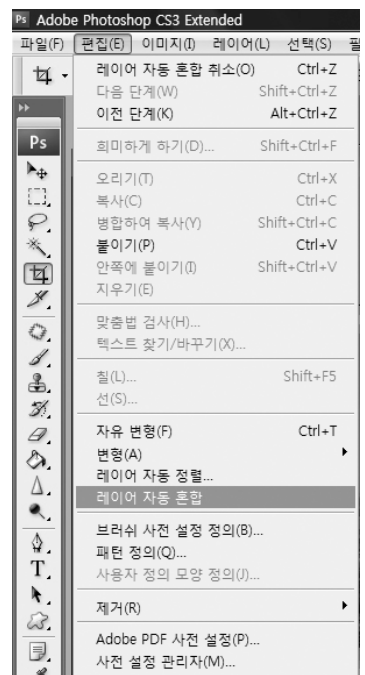 Ps Adobe Photoshop CS3 Extended
파일(F) 편집(E) 이미지(I) 레이어(L) 선택(S)
레이어 자동 혼합 취소(O) Ctrl+Z
다음 단계(W) Shift+Ctrl+Z
이전 단계(K) Alt+Ctrl+Z
Ps
희미하게 하기(D)... Shift+Ctrl+F
오리기(T) Ctrl+X
복사(C) Ctrl+C
병합하여 복사(Y) Shift+Ctrl+C
붙이기(P) Ctrl+V
안쪽에 붙이기(I) Shift+Ctrl+V
지우기(E)
맞춤법 검사(H)...
텍스트 찾기/바꾸기(X)...
칠(L)... Shift+F5
선(S)...
자유 변형(F) Ctrl+T
변형(A)
레이어 자동 정렬...
레이어 자동 혼합
브러쉬 사전 설정 정의(B)...
패턴 정의(Q)...
T
사용자 정의 모양 정의(J)...
제거(R)
Adobe PDF 사전 설정(P)...
사전 설정 관리자(M)...